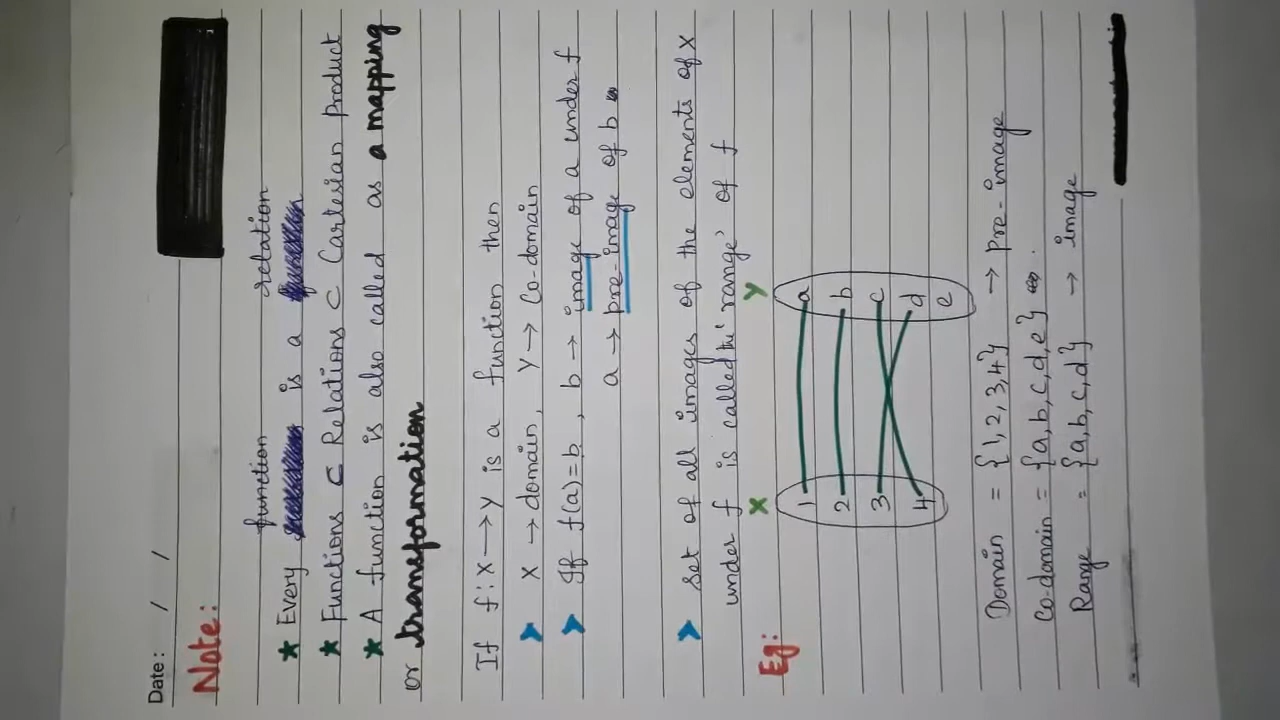 Date: / /
Note:
★ Every function is a relation
★ Functions ⊂ Relations ⊂ Cartesian Product
★ A function is also called as a mapping
or transformation
If f: X → Y is a function then
➤ X → domain, Y → Co-domain
➤ If f(a)=b, b → image of a under f
a → pre-image of b
➤ set of all images of the elements of X
under f is called the 'range' of f
Eg:
X Y
1 a
2 b
3 c
4 d
e
Domain = {1, 2, 3, 4} → pre-image
Co-domain = {a, b, c, d, e}
Range = {a, b, c, d} → image